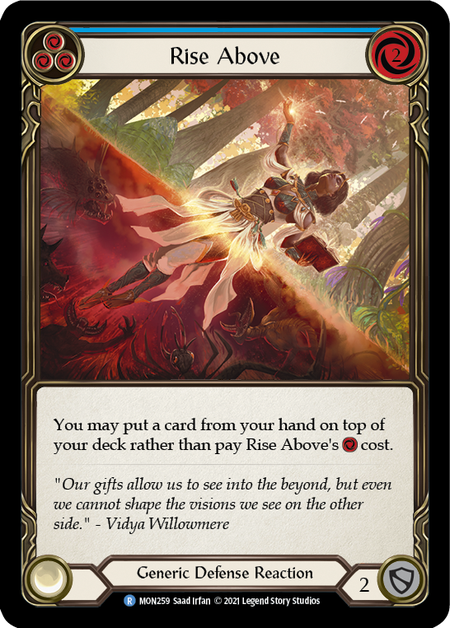 Rise Above
2
You may put a card from your hand on top of
your deck rather than pay Rise Above's cost.
"Our gifts allow us to see into the beyond, but even
we cannot shape the visions we see on the other
side." - Vidya Willowmere
Generic Defense Reaction
2
R MON259 Saad Irfan © 2021 Legend Story Studios